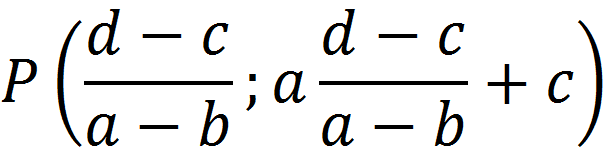 P((d − c)/(a − b) ; a (d − c)/(a − b) + c)